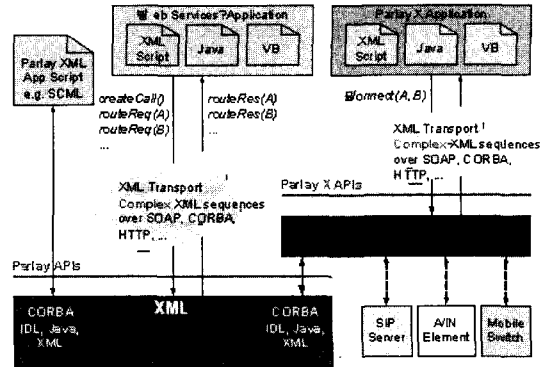 eb Services?Application
XML
Script
Java
VB
Parlay X Application
XML
Script
Java
VB
Parlay XML
App Script
e.g. SCML
createCall()
routeReq(A)
routeReq(B)
...
routeRes(A)
routeRes(B)
...
onnect(A, B)
XML Transport
Complex XML sequences
over SOAP, CORBA,
HTTP, ...
XML Transport
Complex XML sequences
over SOAP, CORBA,
HTTP, ...
Parlay X APIs
Parlay APIs
CORBA
IDL, Java,
XML
XML
CORBA
IDL, Java,
XML
SIP
Server
A/IN
Element
Mobile
Switch